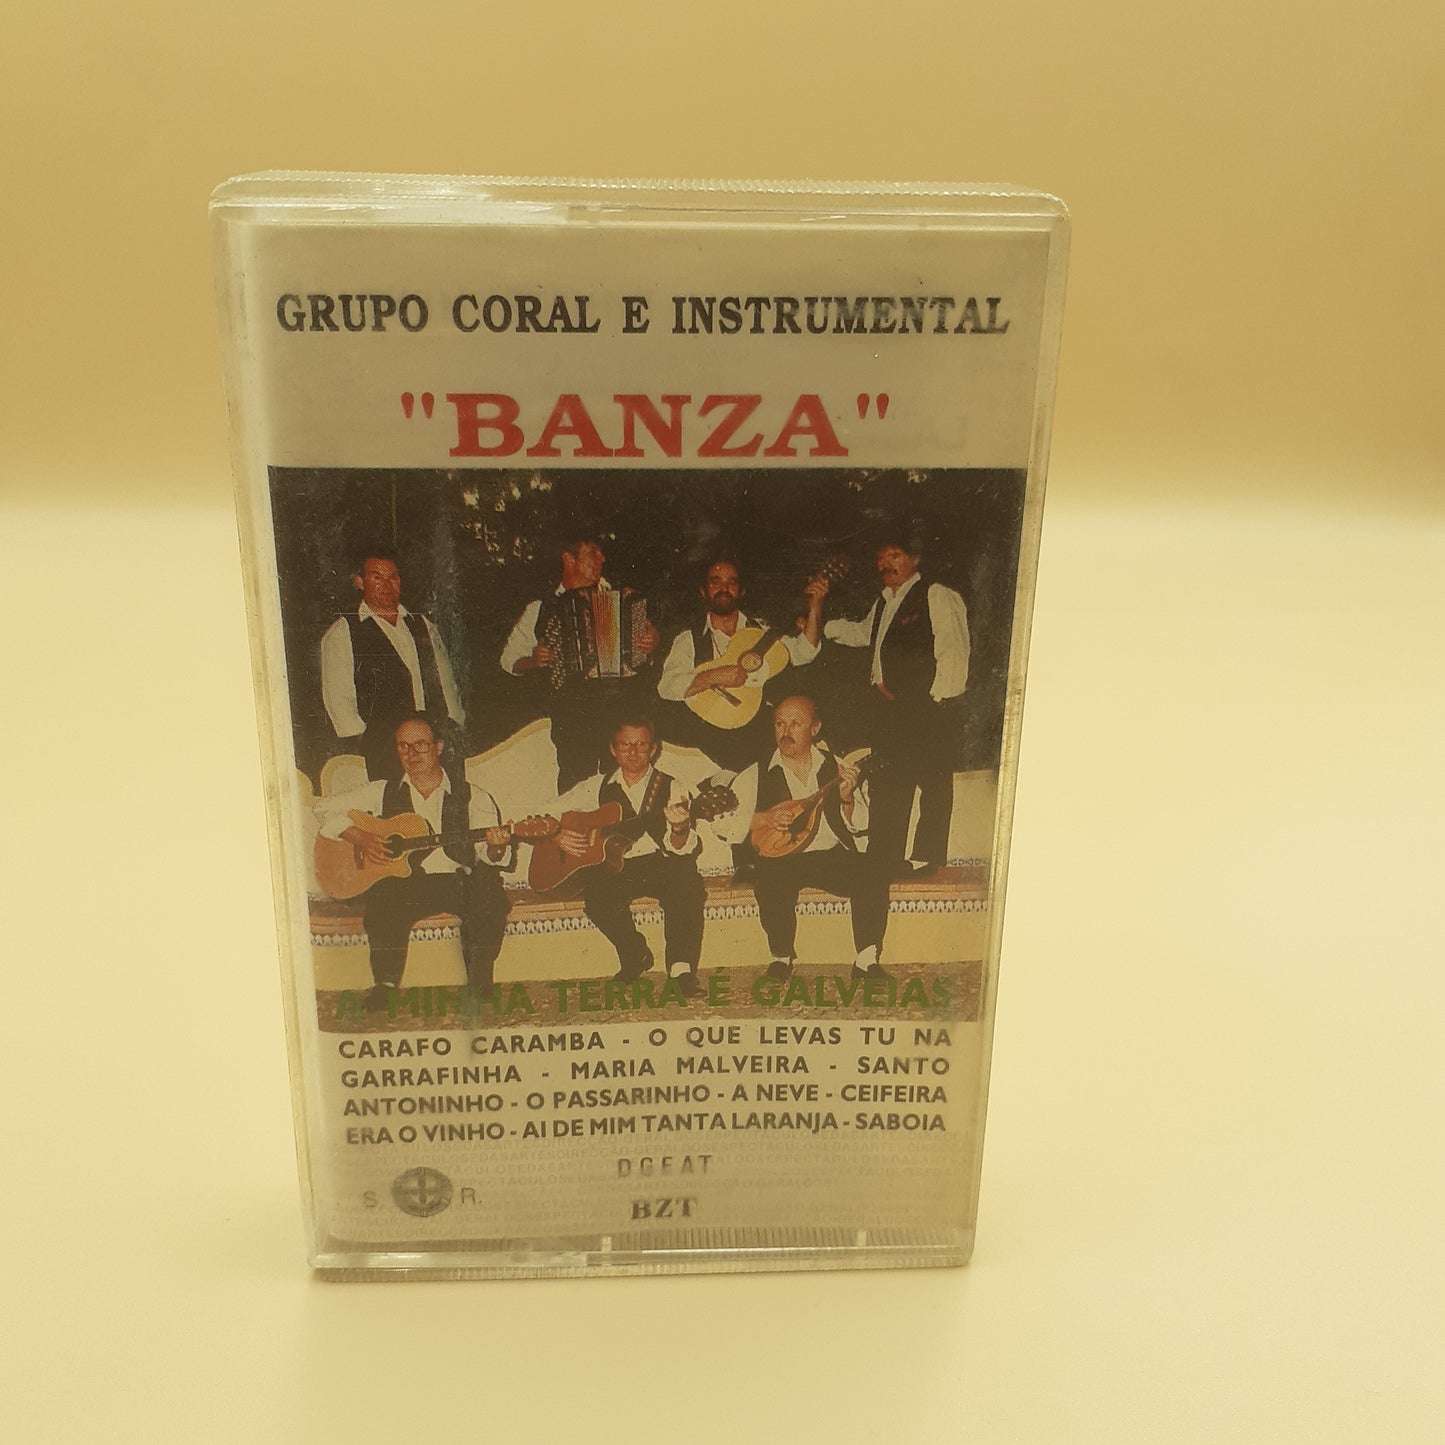 GRUPO CORAL E INSTRUMENTAL
"BANZA"
A MINHA TERRA É GALVEIAS
CARAFO CARAMBA - O QUE LEVAS TU NA
GARRAFINHA - MARIA MALVEIRA - SANTO
ANTONINHO - O PASSARINHO - A NEVE - CEIFEIRA
ERA O VINHO - AI DE MIM TANTA LARANJA - SABOIA
DGEAT
S R.
BZT